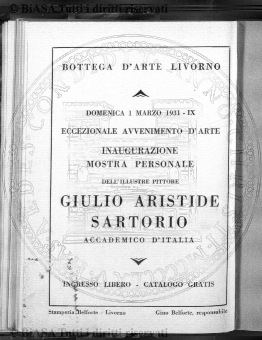 © BiASA Tutti i diritti riservati
BOTTEGA D'ARTE LIVORNO
DOMENICA 1 MARZO 1931 - IX
ECCEZIONALE AVVENIMENTO D'ARTE
INAUGURAZIONE
MOSTRA PERSONALE
DELL'ILLUSTRE PITTORE
GIULIO ARISTIDE
SARTORIO
ACCADEMICO D'ITALIA
INGRESSO LIBERO - CATALOGO GRATIS
Stamperia Belforte / Livorno Gino Belforte, responsabile
© BiASA Tutti i diritti riservati